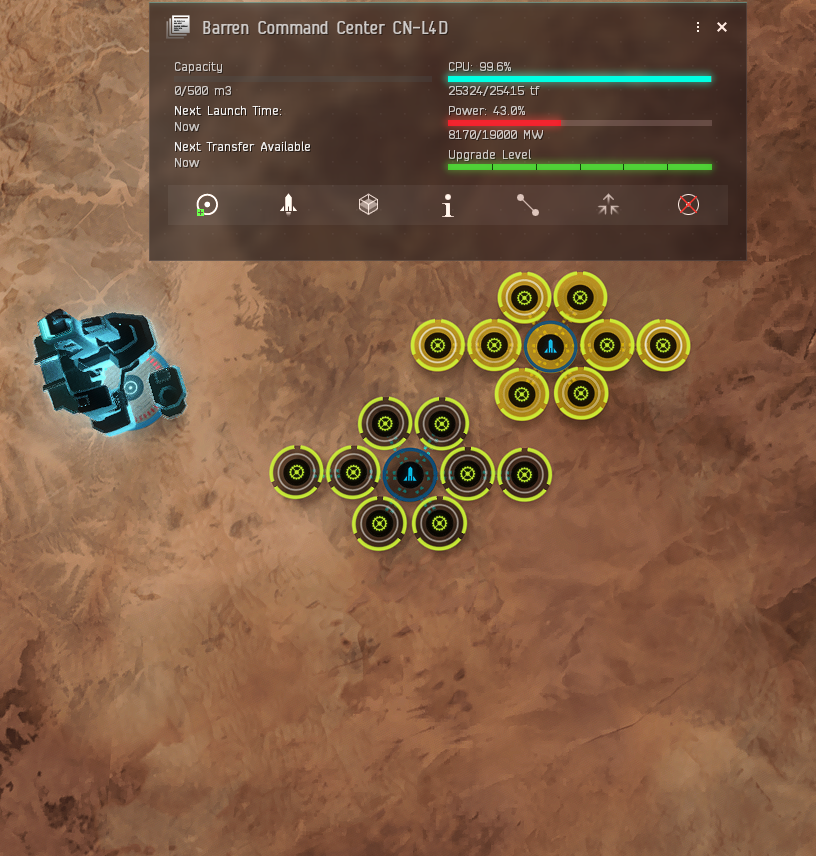 Barren Command Center CN-L4D
Capacity
0/500 m3
Next Launch Time:
Now
Next Transfer Available
Now
CPU: 99.6%
25324/25415 tf
Power: 43.0%
8170/19000 MW
Upgrade Level